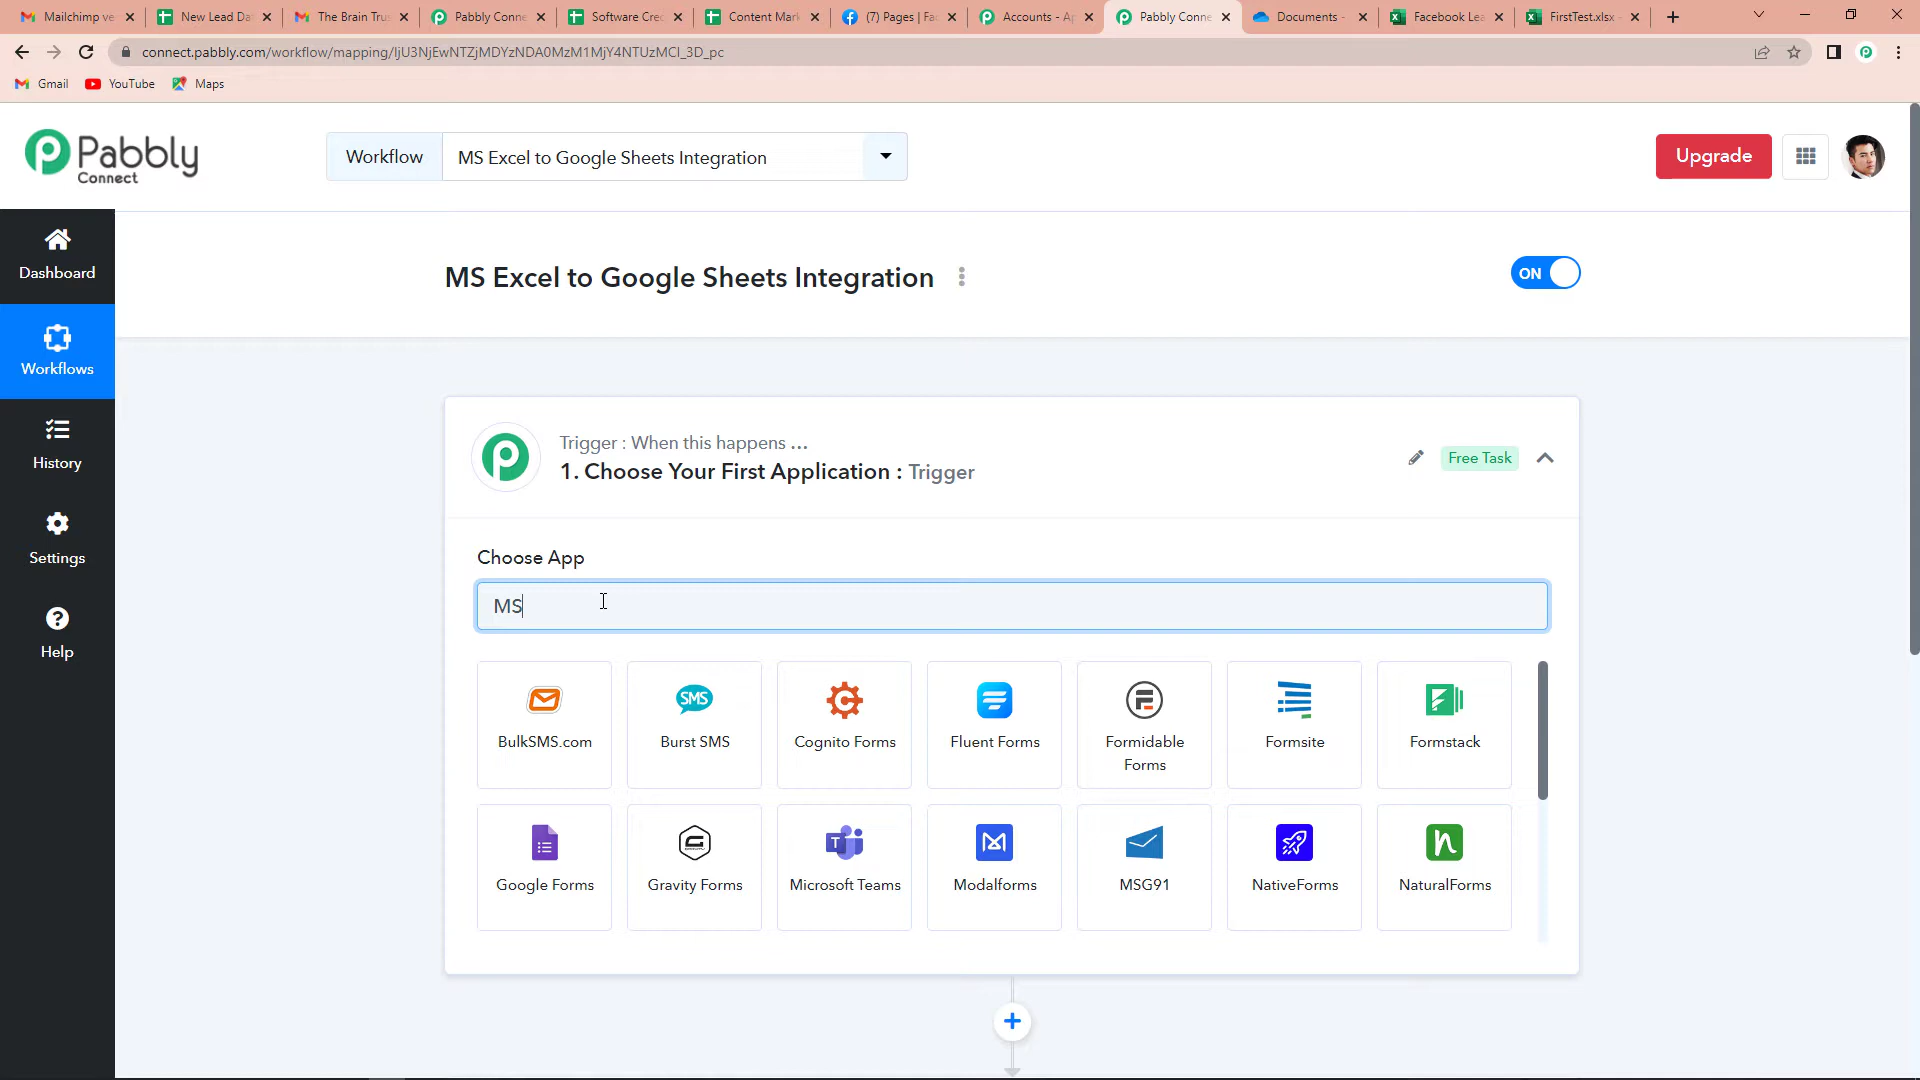 Mailchimp ve
New Lead Da
The Brain Tru
Pabbly Conne
Software Cre
Content Mark
(7) Pages | Fa
Accounts - A
Pabbly Conne
Documents -
Facebook Lea
FirstTest.xlsx
connect.pabbly.com/workflow/mapping/IjU3NjEwNTZjMDYzNDA0MzM1MjY4NTUzMCI_3D_pc
Gmail
YouTube
Maps
Pabbly
Connect
Workflow
MS Excel to Google Sheets Integration
Upgrade
Dashboard
Workflows
History
Settings
Help
MS Excel to Google Sheets Integration
ON
Trigger : When this happens ...
1. Choose Your First Application : Trigger
Free Task
Choose App
MS
BulkSMS.com
SMS
Burst SMS
Cognito Forms
Fluent Forms
Formidable
Forms
Formsite
Formstack
Google Forms
Gravity Forms
Microsoft Teams
Modalforms
MSG91
NativeForms
NaturalForms